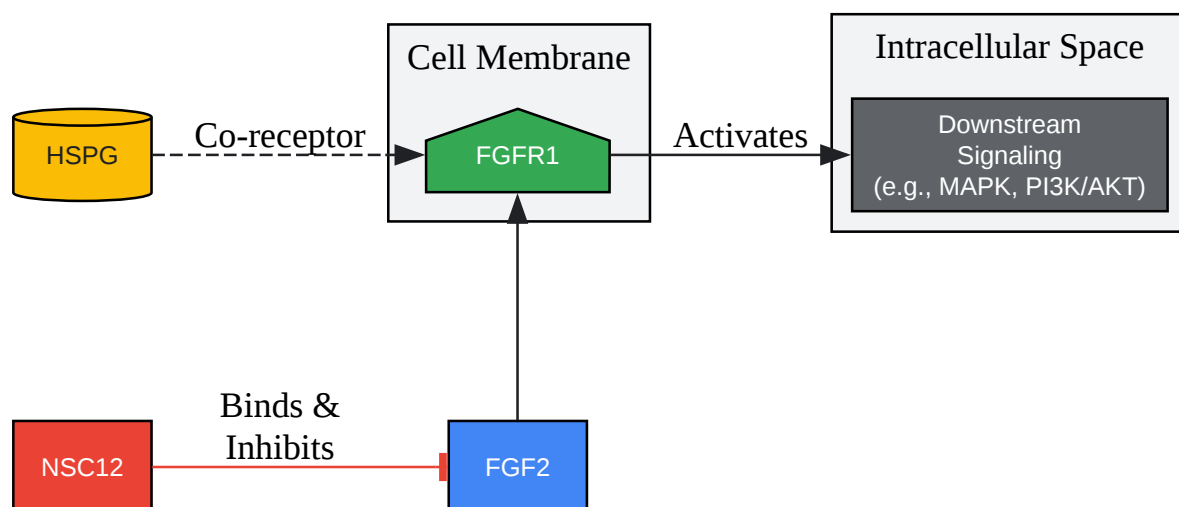 Cell Membrane
Intracellular Space
HSPG
Co-receptor
FGFR1
Activates
Downstream
Signaling
(e.g., MAPK, PI3K/AKT)
Binds &
Inhibits
NSC12
FGF2